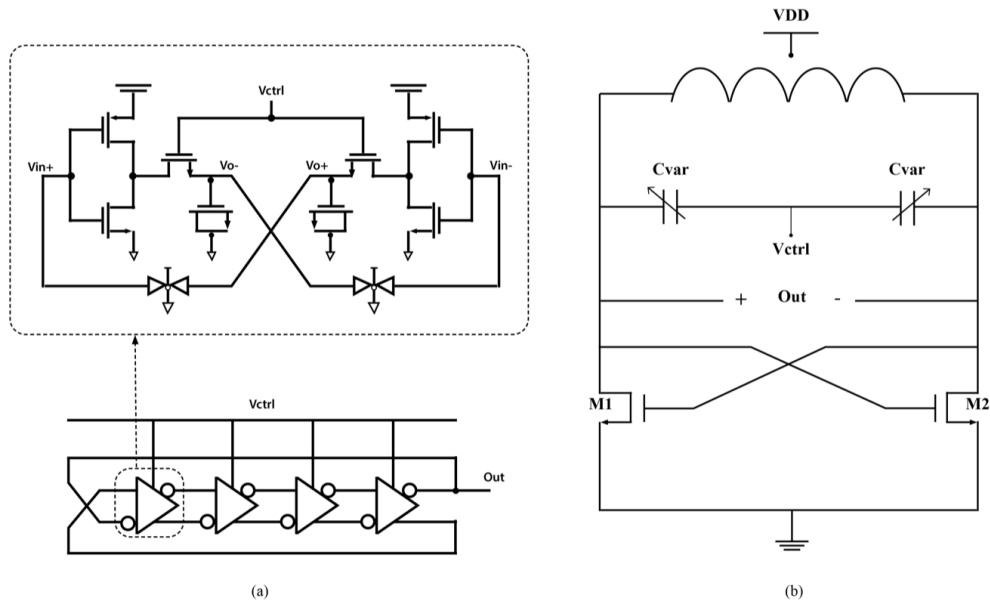 Vctrl
Vin+ Vo- Vo+ Vin-
Vctrl
Out
(a)
VDD
Cvar Cvar
Vctrl
+ Out -
M1 M2
(b)